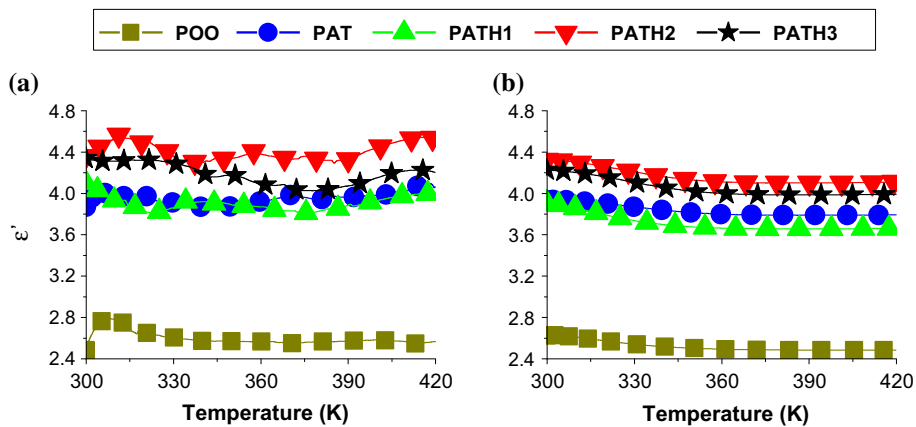 POO PAT PATH1 PATH2 PATH3
(a) (b)
4.8 4.8
4.4 4.4
4.0 4.0
3.6 3.6
3.2 3.2
2.8 2.8
2.4 2.4
ε'
300 330 360 390 420 300 330 360 390 420
Temperature (K) Temperature (K)